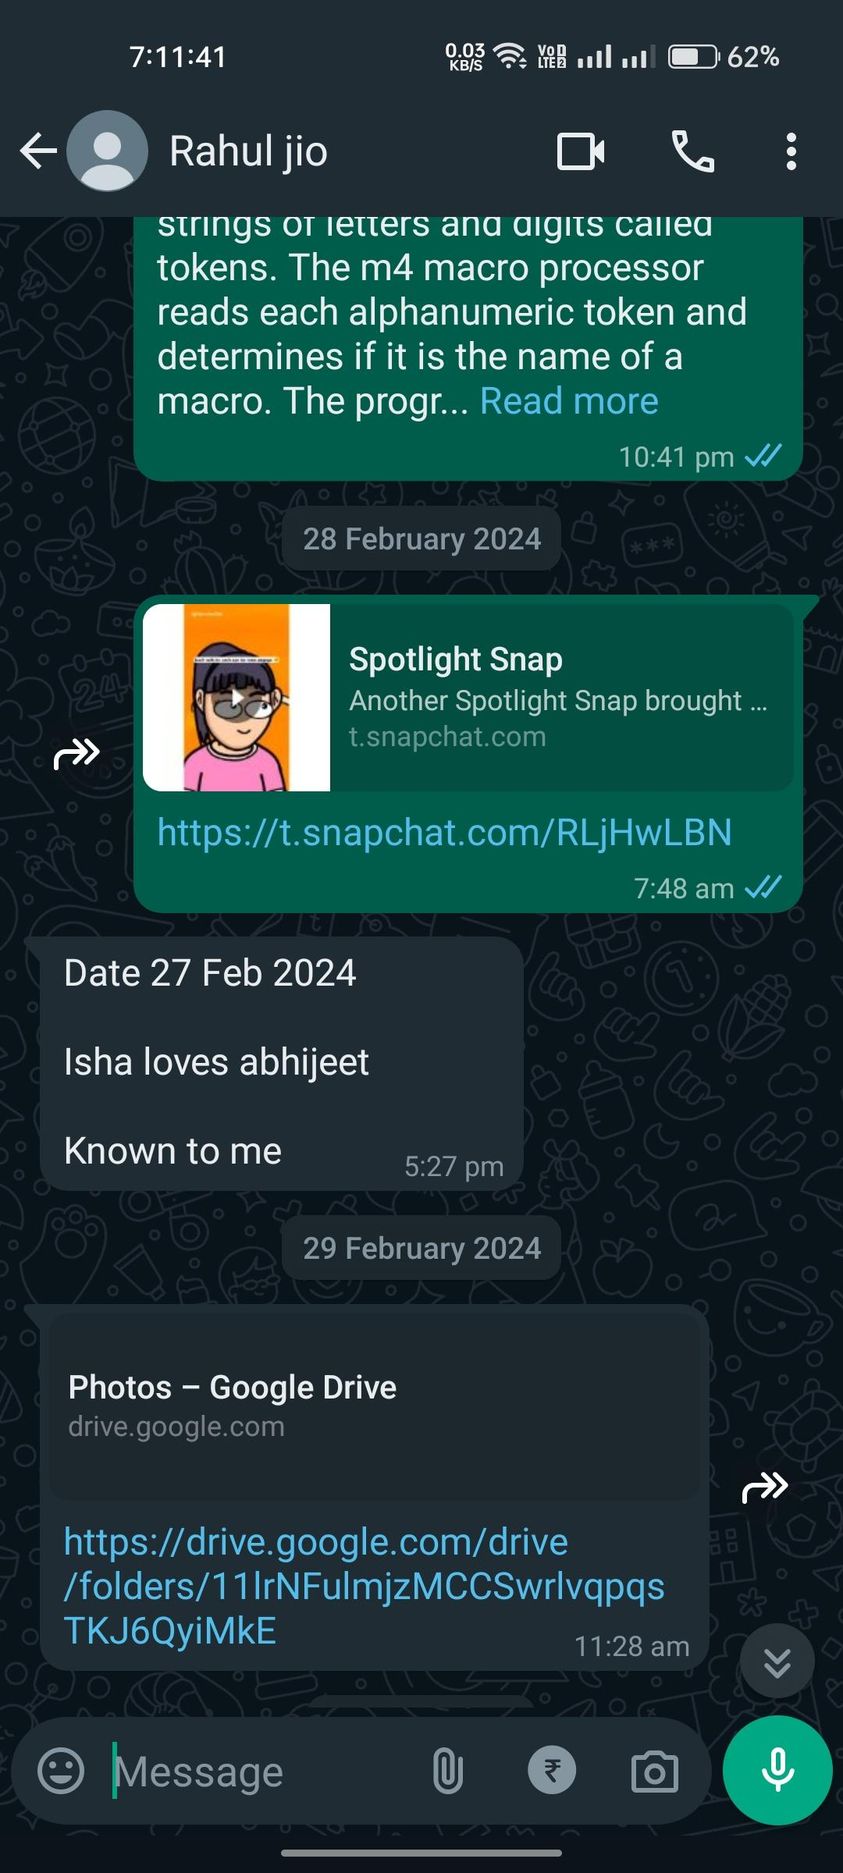 7:11:41
0.03 KB/S
Vo LTE 2
62%
Rahul jio
strings of letters and digits called
tokens. The m4 macro processor
reads each alphanumeric token and
determines if it is the name of a
macro. The progr... Read more
10:41 pm
28 February 2024
Spotlight Snap
Another Spotlight Snap brought ...
t.snapchat.com
https://t.snapchat.com/RLjHwLBN
7:48 am
Date 27 Feb 2024
Isha loves abhijeet
Known to me
5:27 pm
29 February 2024
Photos – Google Drive
drive.google.com
https://drive.google.com/drive
/folders/11lrNFulmjzMCCSwrlvqpqs
TKJ6QyiMkE
11:28 am
Message
₹